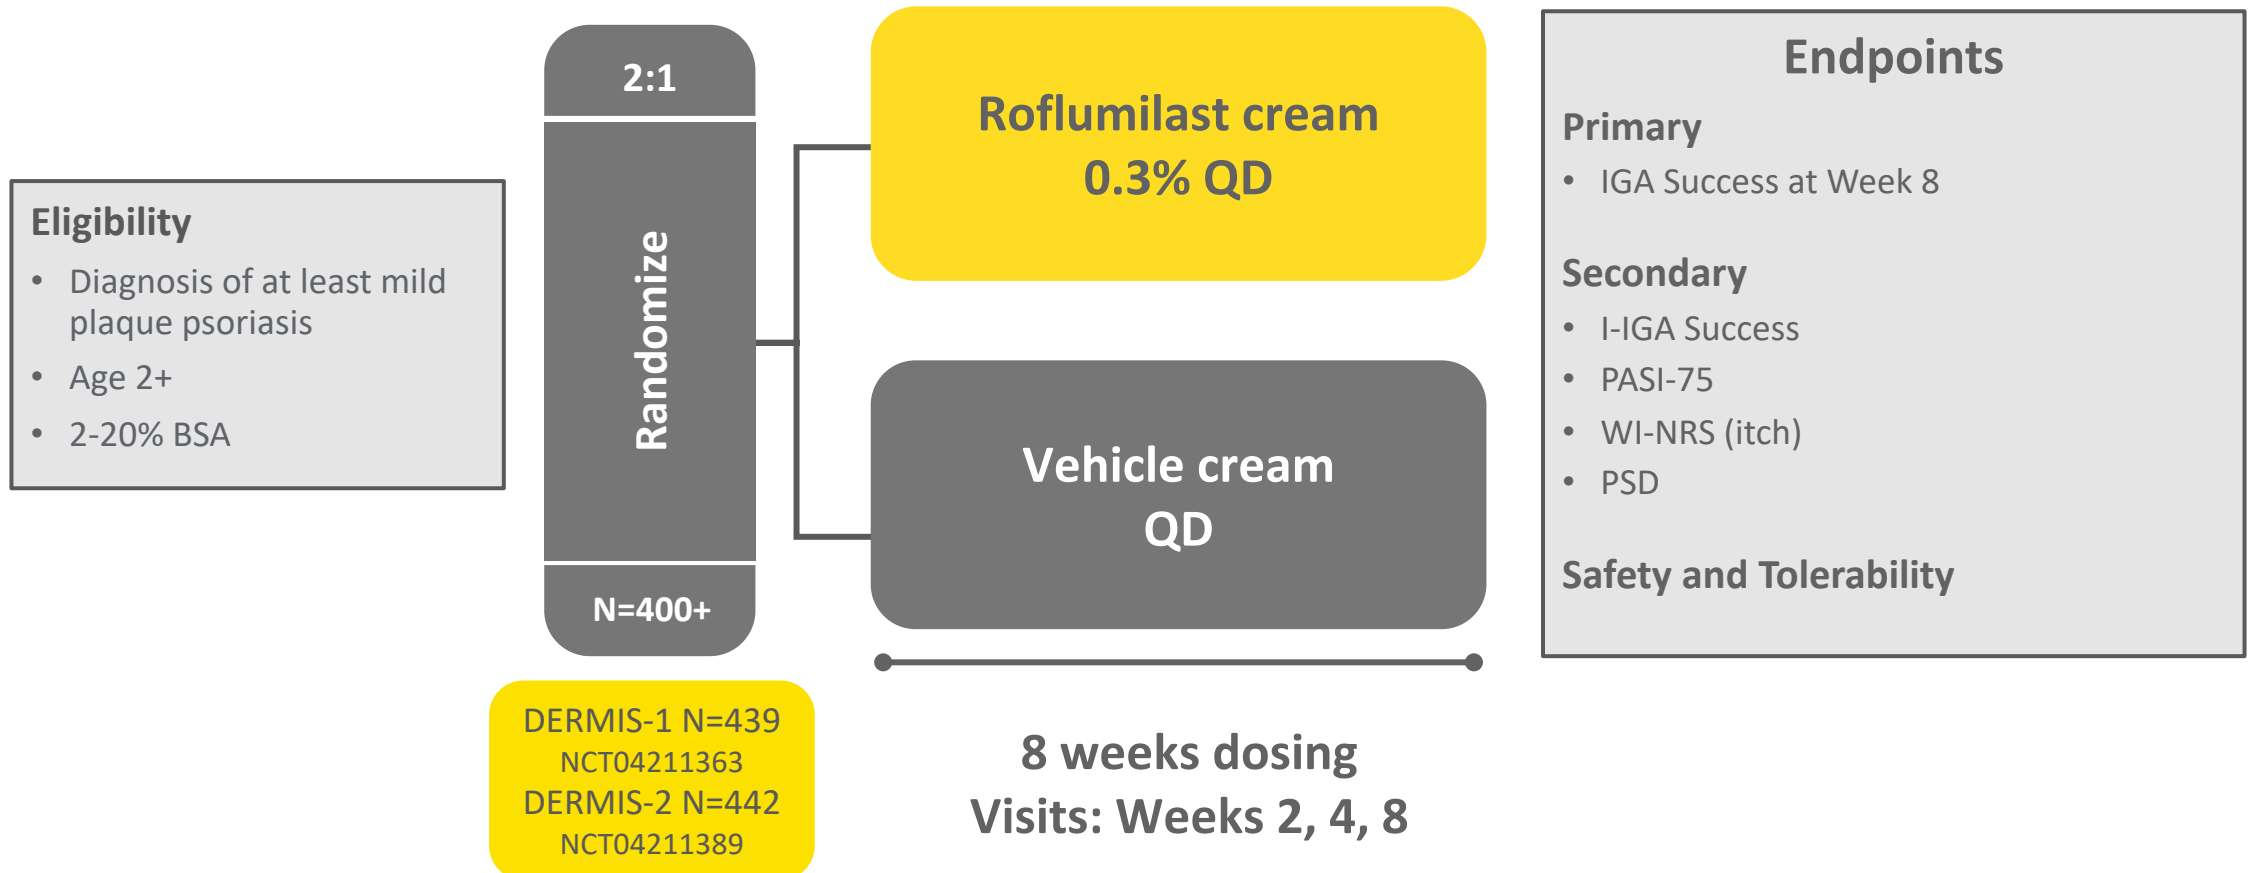 Eligibility
• Diagnosis of at least mild
plaque psoriasis
• Age 2+
• 2-20% BSA
2:1
Randomize
N=400+
DERMIS-1 N=439
NCT04211363
DERMIS-2 N=442
NCT04211389
Roflumilast cream
0.3% QD
Vehicle cream
QD
8 weeks dosing
Visits: Weeks 2, 4, 8
Endpoints
Primary
• IGA Success at Week 8
Secondary
• I-IGA Success
• PASI-75
• WI-NRS (itch)
• PSD
Safety and Tolerability